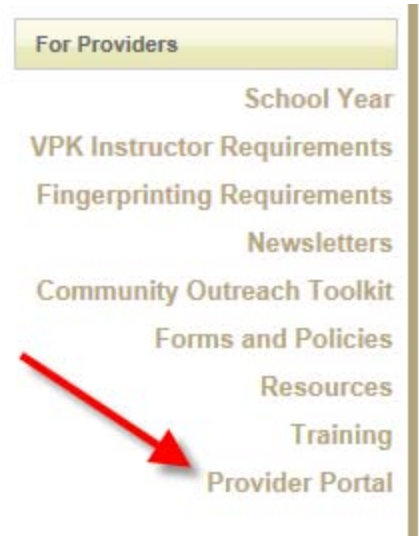 For Providers
School Year
VPK Instructor Requirements
Fingerprinting Requirements
Newsletters
Community Outreach Toolkit
Forms and Policies
Resources
Training
Provider Portal